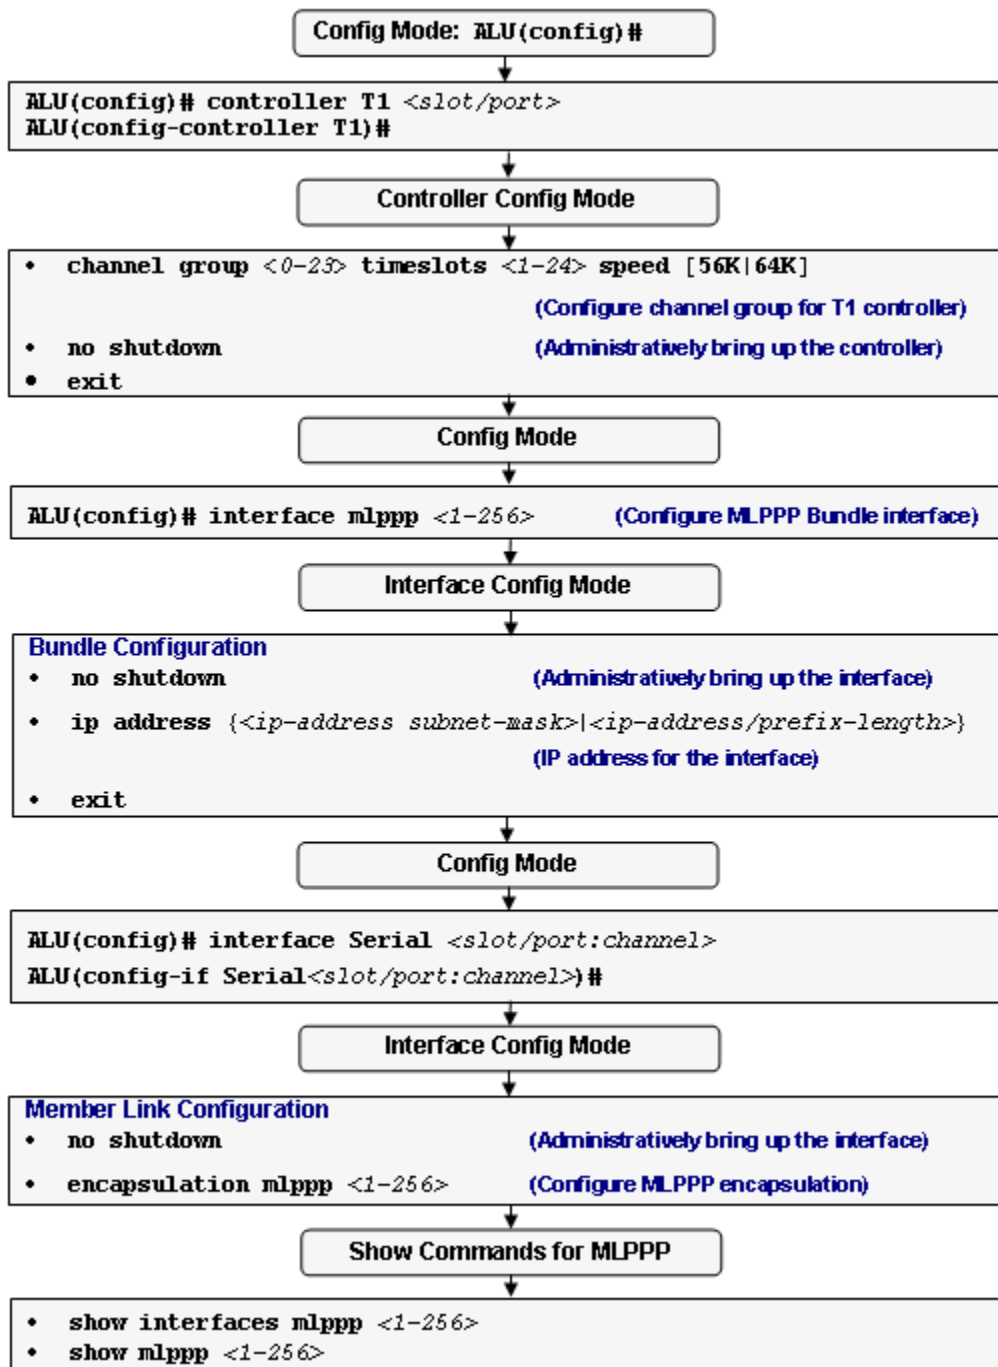 Config Mode: ALU(config)#
ALU(config)# controller T1 <slot/port>
ALU(config-controller T1)#
Controller Config Mode
• channel group <0-23> timeslots <1-24> speed [56K|64K]
(Configure channel group for T1 controller)
• no shutdown (Administratively bring up the controller)
• exit
Config Mode
ALU(config)# interface mlppp <1-256> (Configure MLPPP Bundle interface)
Interface Config Mode
Bundle Configuration
• no shutdown (Administratively bring up the interface)
• ip address {<ip-address subnet-mask>|<ip-address/prefix-length>}
(IP address for the interface)
• exit
Config Mode
ALU(config)# interface Serial <slot/port:channel>
ALU(config-if Serial<slot/port:channel>)#
Interface Config Mode
Member Link Configuration
• no shutdown (Administratively bring up the interface)
• encapsulation mlppp <1-256> (Configure MLPPP encapsulation)
Show Commands for MLPPP
• show interfaces mlppp <1-256>
• show mlppp <1-256>